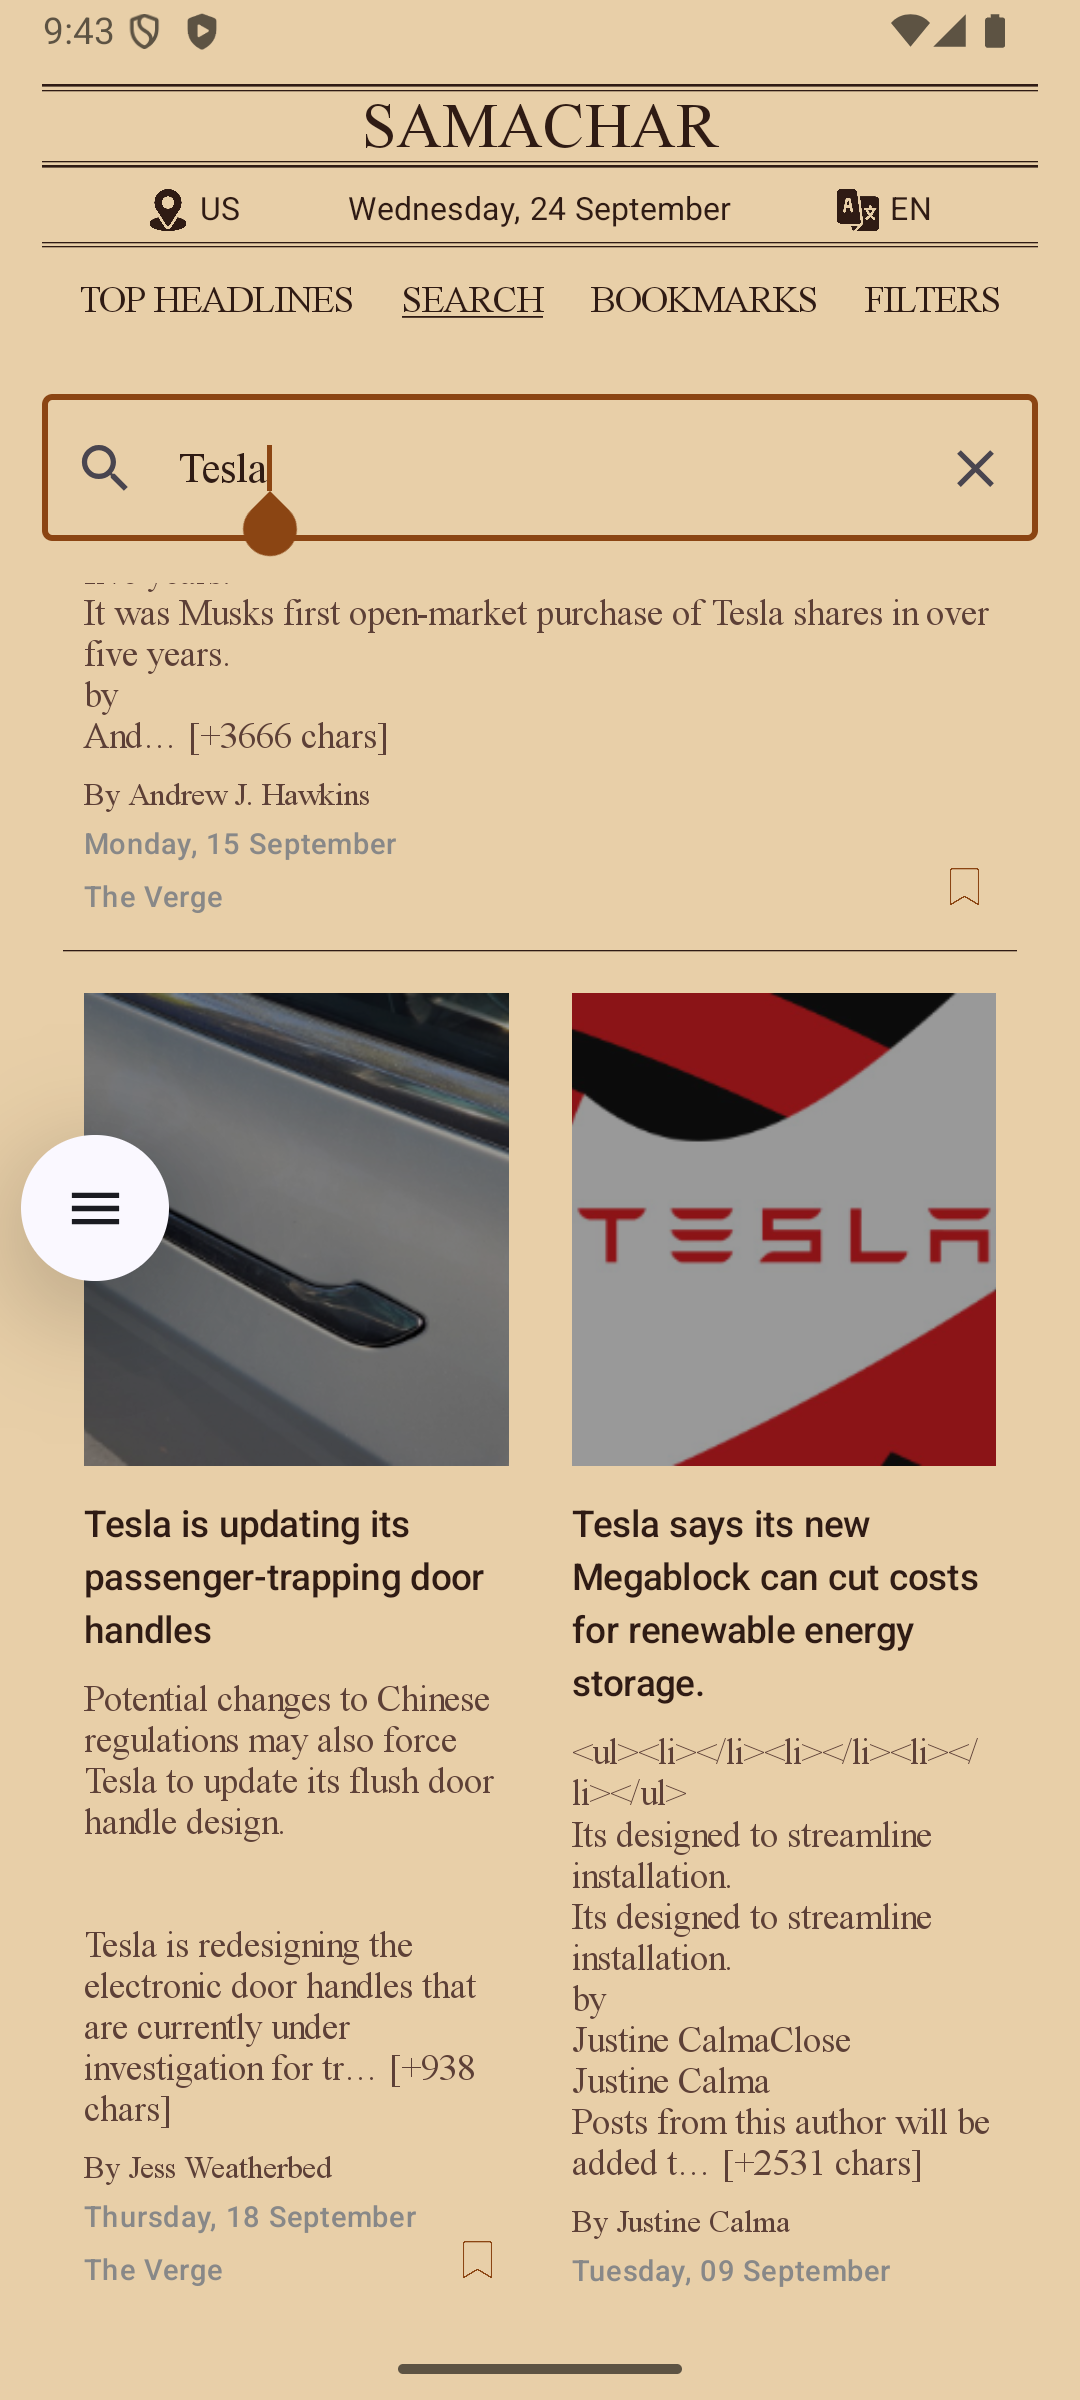 9:43
SAMACHAR
US
Wednesday, 24 September
EN
TOP HEADLINES
SEARCH
BOOKMARKS
FILTERS
Tesla
five years.
It was Musks first open-market purchase of Tesla shares in over
five years.
by
And… [+3666 chars]
By Andrew J. Hawkins
Monday, 15 September
The Verge
Tesla is updating its
passenger-trapping door
handles
Potential changes to Chinese
regulations may also force
Tesla to update its flush door
handle design.
Tesla is redesigning the
electronic door handles that
are currently under
investigation for tr… [+938
chars]
By Jess Weatherbed
Thursday, 18 September
The Verge
TESLA
Tesla says its new
Megablock can cut costs
for renewable energy
storage.
<ul><li></li><li></li><li></
li></ul>
Its designed to streamline
installation.
Its designed to streamline
installation.
by
Justine CalmaClose
Justine Calma
Posts from this author will be
added t… [+2531 chars]
By Justine Calma
Tuesday, 09 September